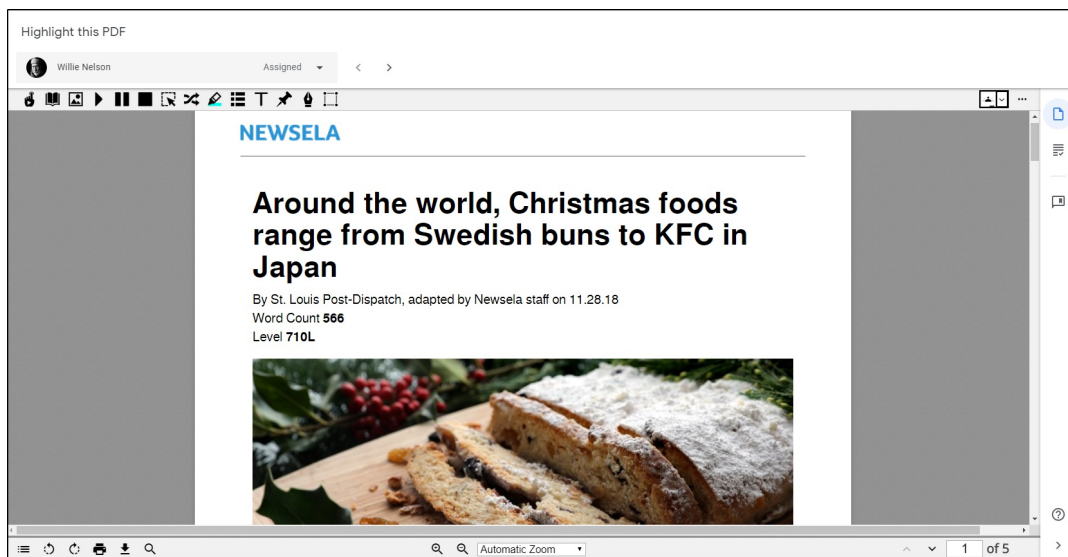 Highlight this PDF
Willie Nelson
Assigned
NEWSELA
Around the world, Christmas foods
range from Swedish buns to KFC in
Japan
By St. Louis Post-Dispatch, adapted by Newsela staff on 11.28.18
Word Count 566
Level 710L
Automatic Zoom
1 of 5